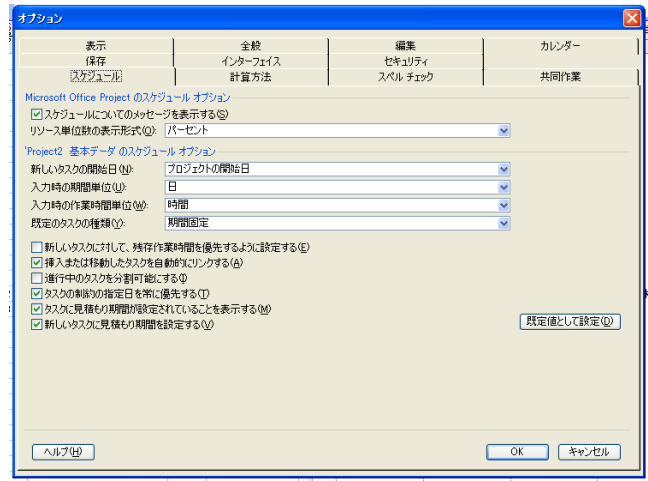 オプション
表示 全般 編集 カレンダー
保存 インターフェイス セキュリティ
スケジュール 計算方法 スペル チェック 共同作業
Microsoft Office Project のスケジュール オプション
スケジュールについてのメッセージを表示する(S)
リソース単位数の表示形式(O): パーセント
'Project2 基本データ' のスケジュール オプション
新しいタスクの開始日(N): プロジェクトの開始日
入力時の期間単位(U): 日
入力時の作業時間単位(W): 時間
既定のタスクの種類(Y): 期間固定
新しいタスクに対して、残存作業時間を優先するように設定する(E)
挿入または移動したタスクを自動的にリンクする(A)
進行中のタスクを分割可能にする(I)
タスクの制約の指定日を常に優先する(T)
タスクに見積もり期間が設定されていることを表示する(M)
新しいタスクに見積もり期間を設定する(V)
既定値として設定(D)
ヘルプ(H) OK キャンセル